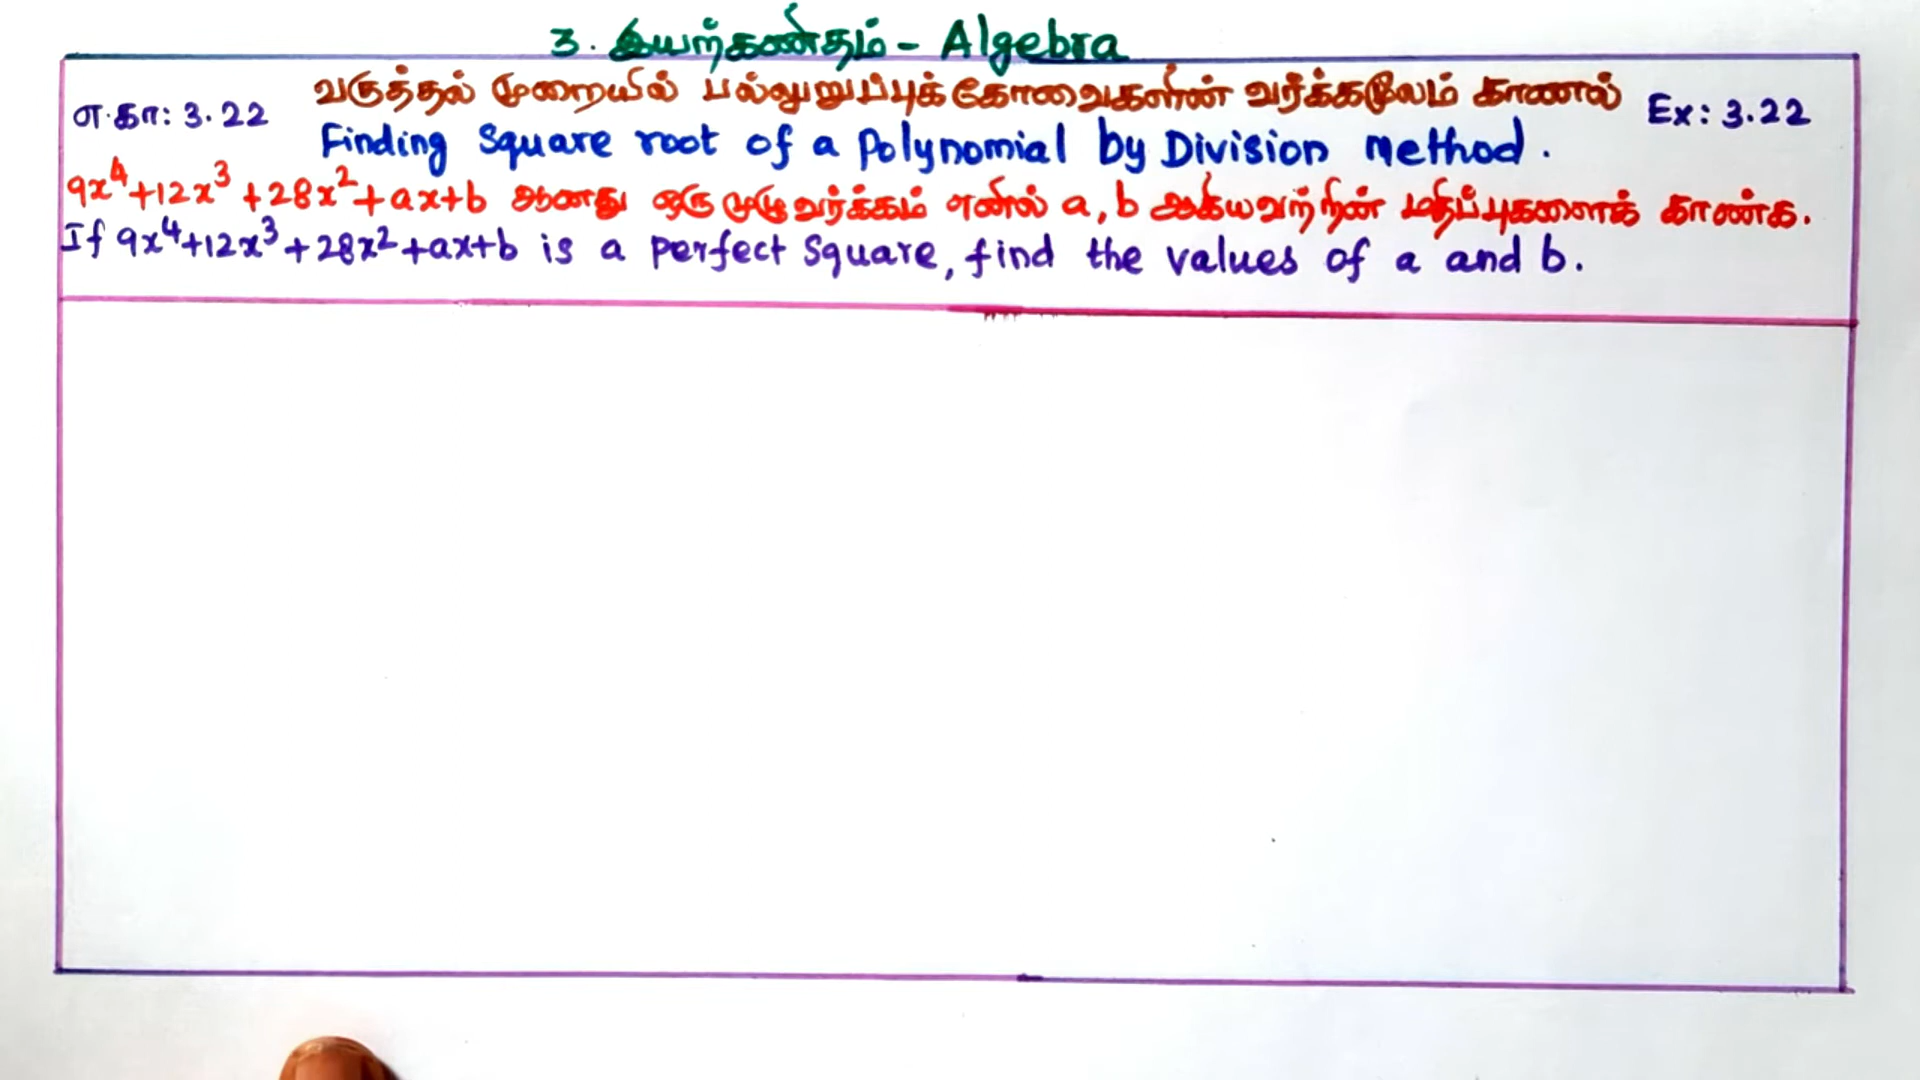 3. இயற்கணிதம் - Algebra
எ.கா: 3.22 வகுத்தல் முறையில் பல்லுறுப்புக்கோவைகளின் வர்க்கமூலம் காணல் Ex: 3.22
Finding Square root of a Polynomial by Division Method.
9x⁴+12x³+28x²+ax+b ஆனது ஒரு முழு வர்க்கம் எனில் a, b ஆகியவற்றின் மதிப்புகளைக் காண்க.
If 9x⁴+12x³+28x²+ax+b is a perfect square, find the values of a and b.